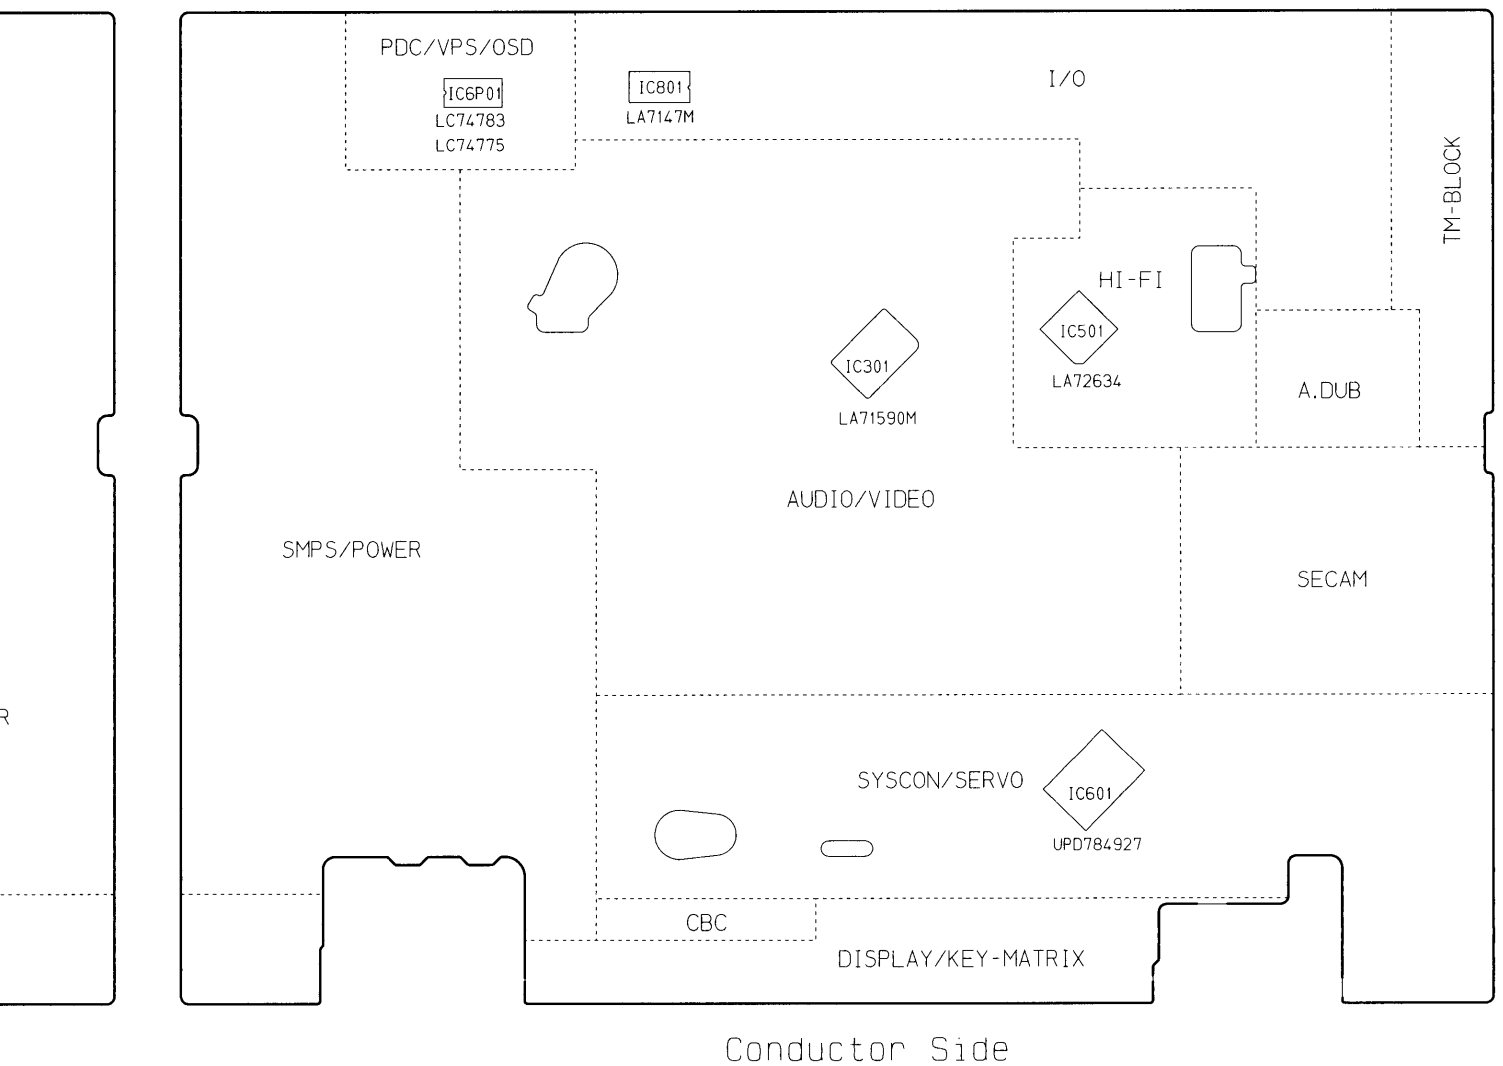 PDC/VPS/OSD
IC6P01
LC74783
LC74775
IC801
LA7147M
I/O
TM-BLOCK
HI-FI
IC501
LA72634
IC301
LA71590M
A.DUB
AUDIO/VIDEO
SMPS/POWER
SECAM
R
SYSCON/SERVO
IC601
UPD784927
CBC
DISPLAY/KEY-MATRIX
Conductor Side